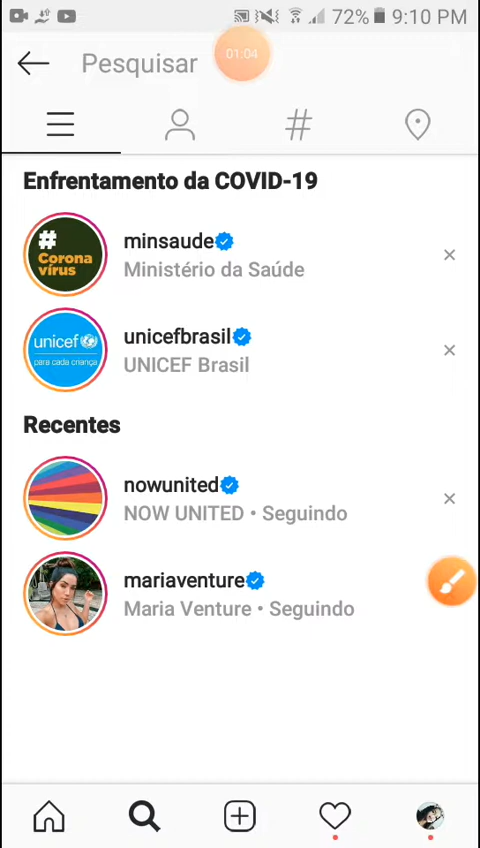 72% 9:10 PM
Pesquisar
01:04
#
Enfrentamento da COVID-19
#
Corona
vírus
minsaude
Ministério da Saúde
unicef
para cada criança
unicefbrasil
UNICEF Brasil
Recentes
nowunited
NOW UNITED • Seguindo
mariaventure
Maria Venture • Seguindo